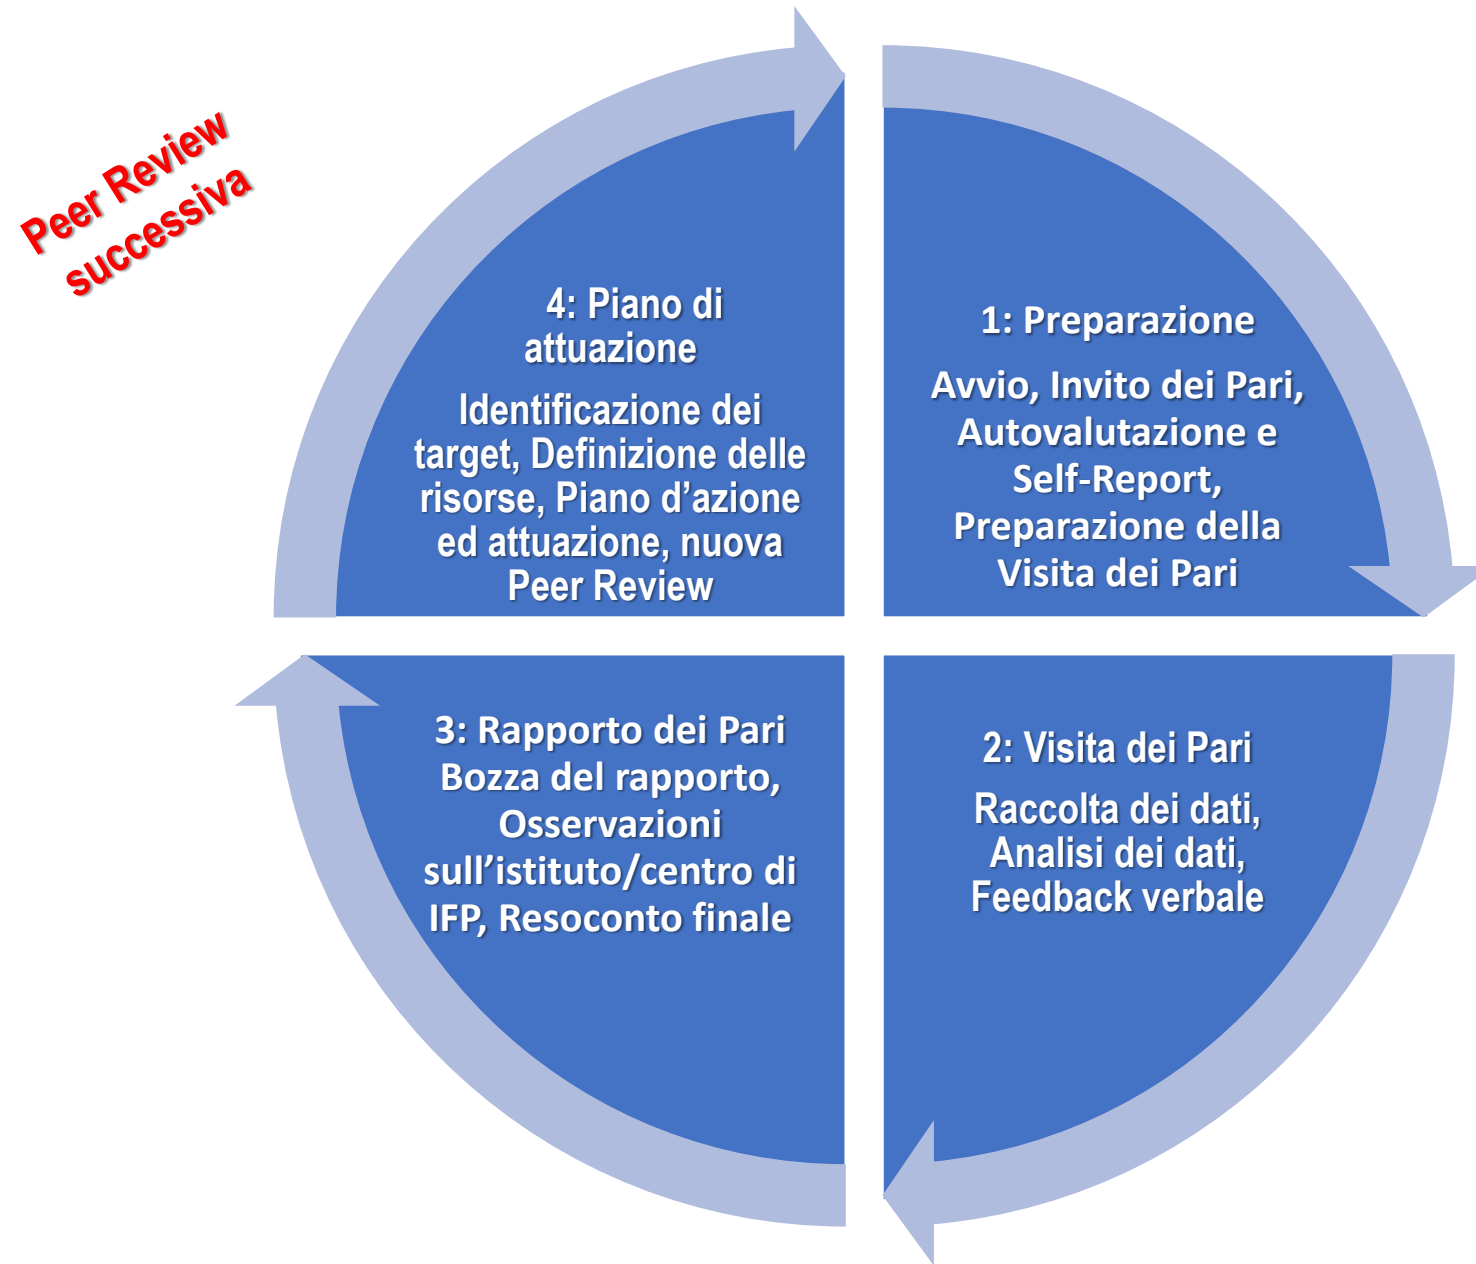 Peer Review
successiva
4: Piano di
attuazione
Identificazione dei
target, Definizione delle
risorse, Piano d’azione
ed attuazione, nuova
Peer Review
1: Preparazione
Avvio, Invito dei Pari,
Autovalutazione e
Self-Report,
Preparazione della
Visita dei Pari
3: Rapporto dei Pari
Bozza del rapporto,
Osservazioni
sull’istituto/centro di
IFP, Resoconto finale
2: Visita dei Pari
Raccolta dei dati,
Analisi dei dati,
Feedback verbale